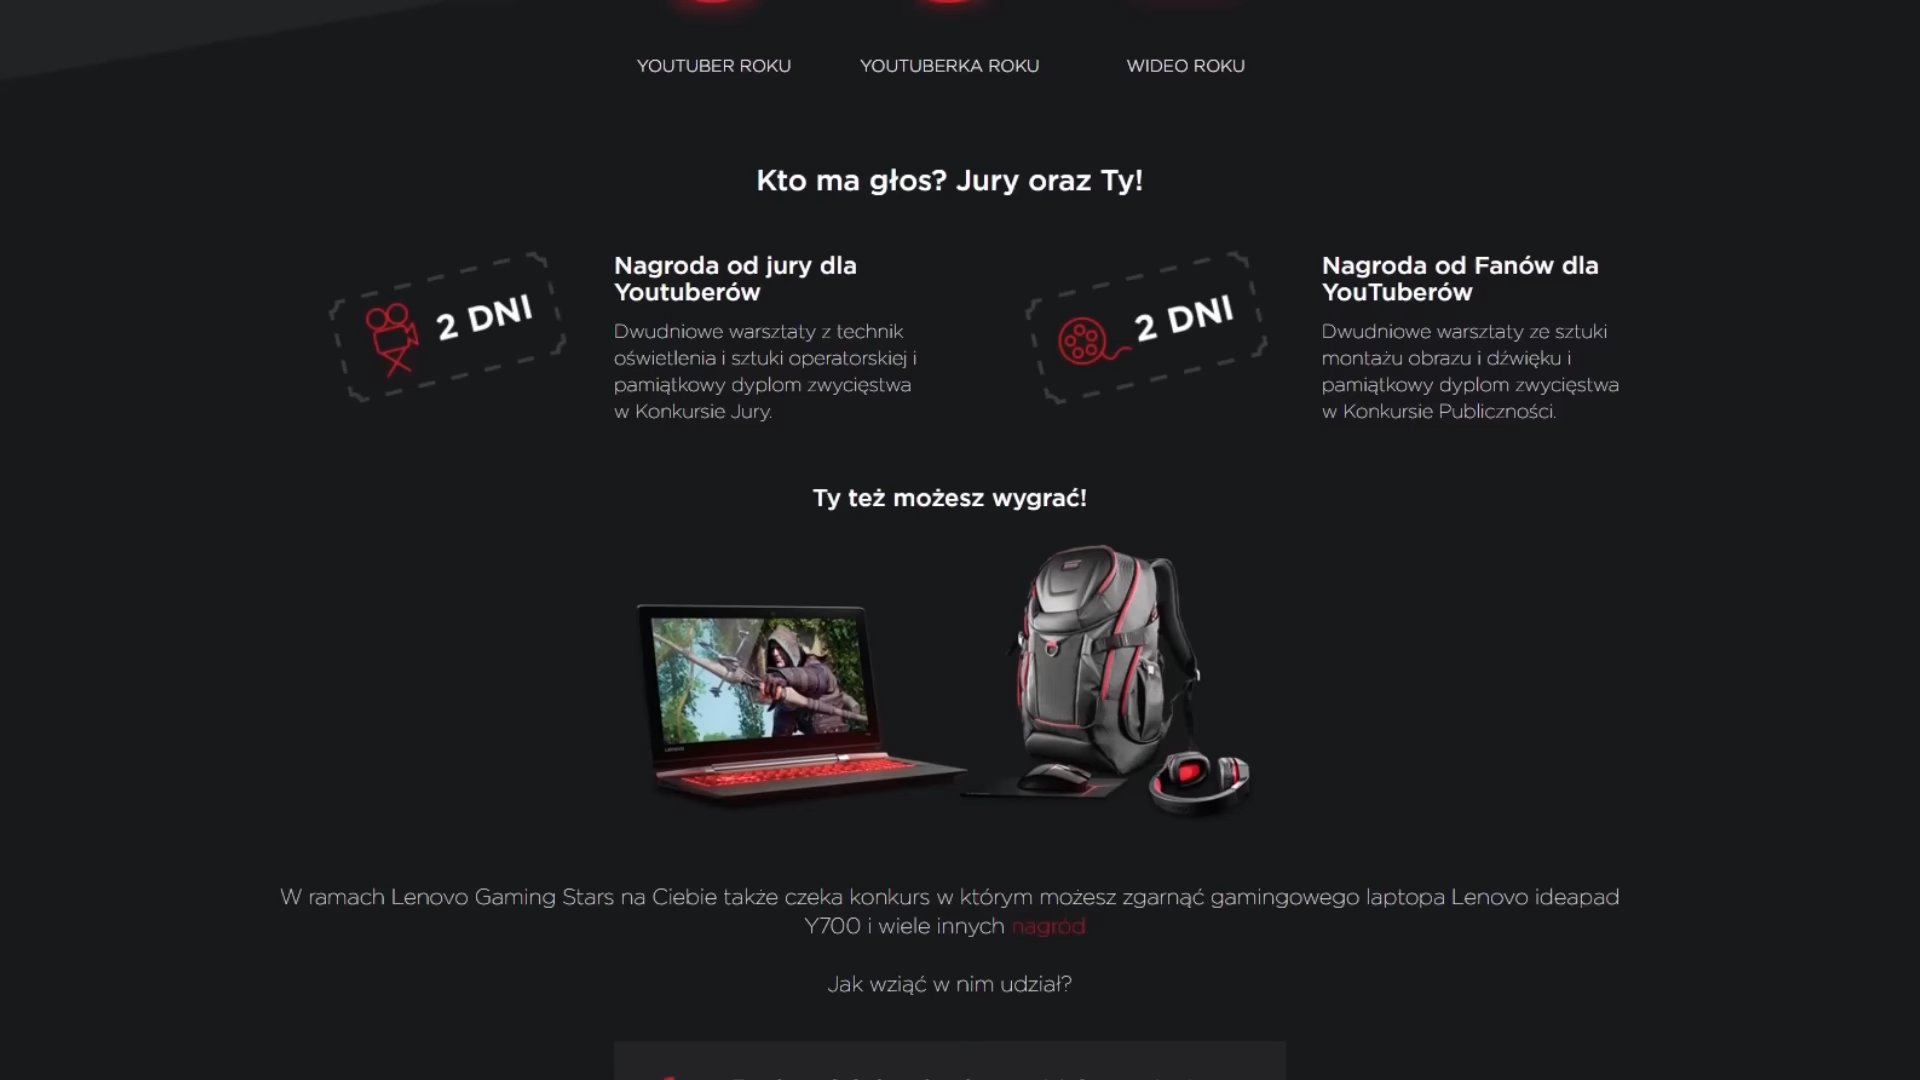 YOUTUBER ROKU
YOUTUBERKA ROKU
WIDEO ROKU
Kto ma głos? Jury oraz Ty!
2 DNI
Nagroda od jury dla
Youtuberów
Dwudniowe warsztaty z technik
oświetlenia i sztuki operatorskiej i
pamiątkowy dyplom zwycięstwa
w Konkursie Jury.
2 DNI
Nagroda od Fanów dla
YouTuberów
Dwudniowe warsztaty ze sztuki
montażu obrazu i dźwięku i
pamiątkowy dyplom zwycięstwa
w Konkursie Publiczności.
Ty też możesz wygrać!
W ramach Lenovo Gaming Stars na Ciebie także czeka konkurs w którym możesz zgarnąć gamingowego laptopa Lenovo ideapad
Y700 i wiele innych nagród
Jak wziąć w nim udział?